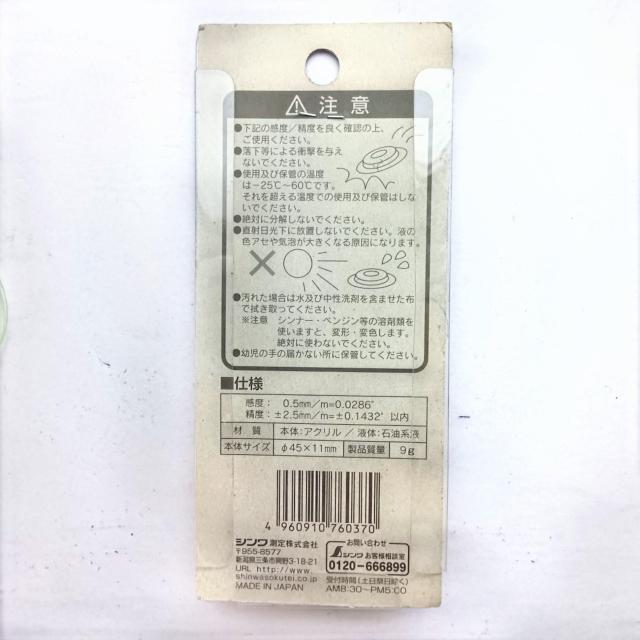 注意
●下記の感度／精度を良く確認の上、
ご使用ください。
●落下等による衝撃を与え
ないでください。
●使用及び保管の温度
は−25℃〜60℃です。
それを超える温度での使用及び保管はしな
いでください。
●絶対に分解しないでください。
●直射日光下に放置しないでください。液の
色アセや気泡が大きくなる原因になります。
●汚れた場合は水及び中性洗剤を含ませた布
で拭き取ってください。
※注意 シンナー・ベンジン等の溶剤類を
使いますと、変形・変色します。
絶対に使わないでください。
●幼児の手の届かない所に保管してください。
■仕様
感度： 0.5mm／m=0.0286°
精度： ±2.5mm／m=±0.1432° 以内
材質 本体：アクリル ／ 液体：石油系液
本体サイズ φ45×11mm 製品質量 9g
4 960910 760370
シンワ測定株式会社
〒955-8577
新潟県三条市興野3-18-21
URL http://www.
shinwasokutei.co.jp
MADE IN JAPAN
●お問い合わせ
シンワ お客様相談室
0120-666899
受付時間(土日祭日除く)
AM8:30〜PM5:00